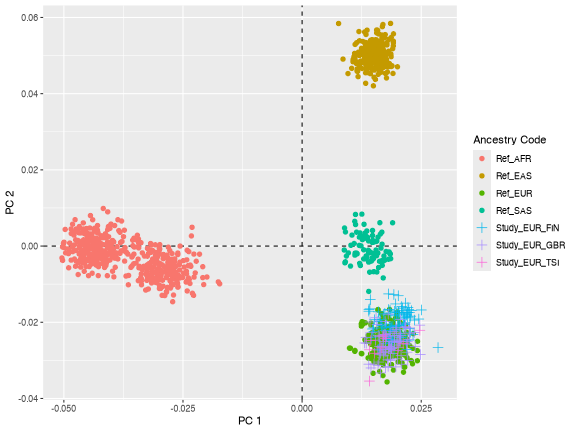 0.06
0.04
0.02
0.00
-0.02
-0.04
PC 2
-0.050
-0.025
0.000
0.025
PC 1
Ancestry Code
Ref_AFR
Ref_EAS
Ref_EUR
Ref_SAS
Study_EUR_FIN
Study_EUR_GBR
Study_EUR_TSI